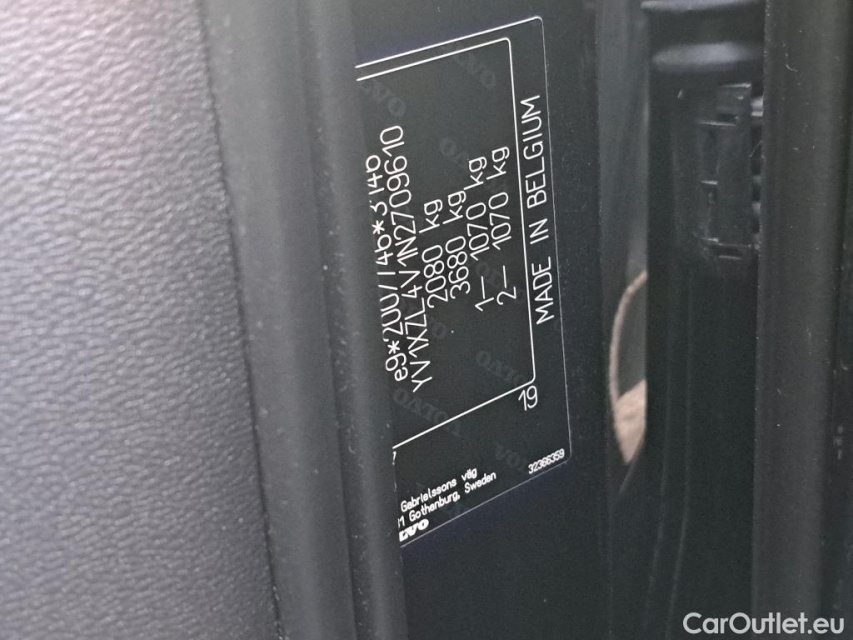 e9*2007/46*3146
YV1XZL4V1N2709610
2080 kg
3680 kg
1— 1070 kg
2— 1070 kg
MADE IN BELGIUM
19
Gabrielssons väg
Gothenburg, Sweden
32366359
VOLVO
CarOutlet.eu